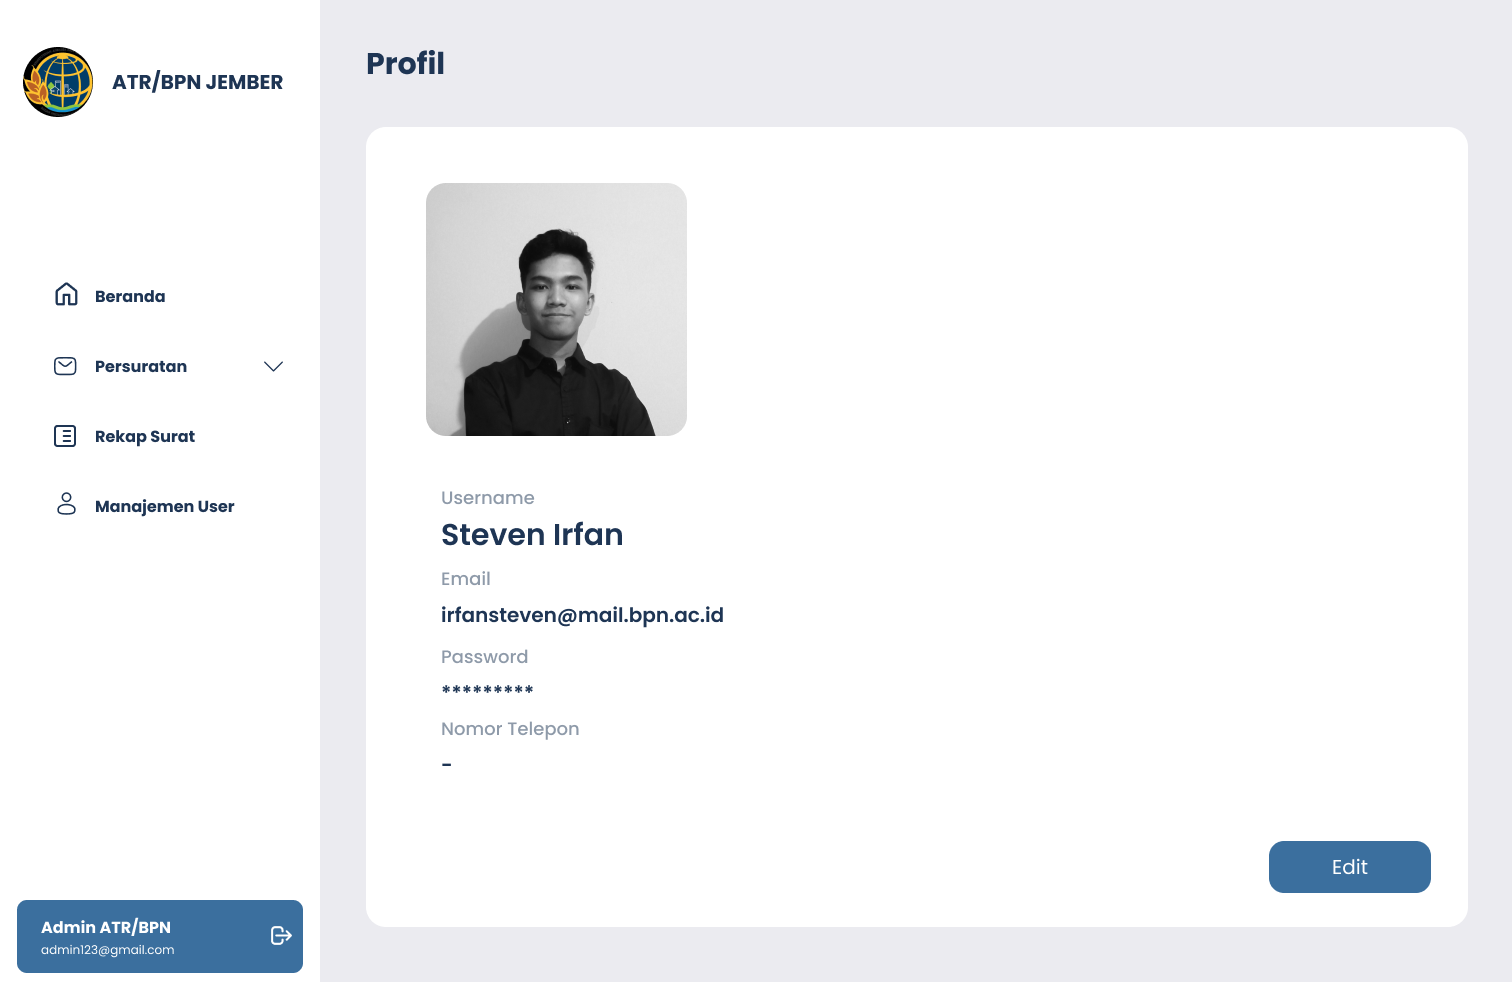 ATR/BPN JEMBER
Beranda
Persuratan
Rekap Surat
Manajemen User
Admin ATR/BPN
admin123@gmail.com
Profil
Username
Steven Irfan
Email
irfansteven@mail.bpn.ac.id
Password
*********
Nomor Telepon
-
Edit